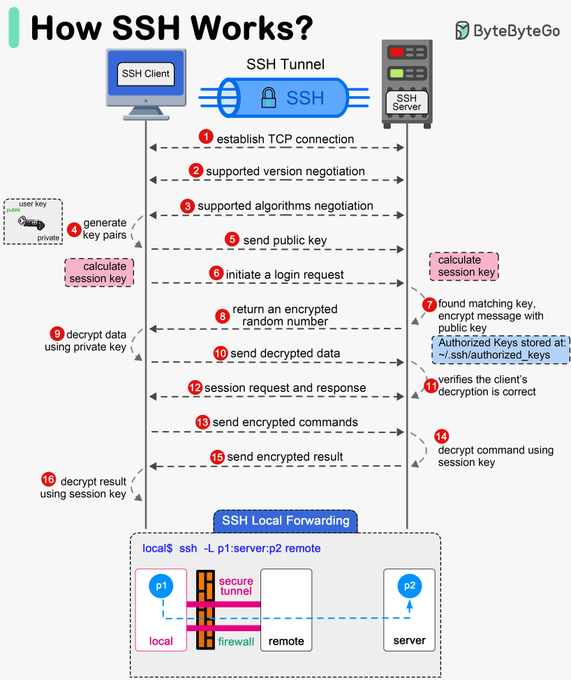 How SSH Works?
ByteByteGo
SSH Client
SSH Tunnel
SSH
SSH
Server
1 establish TCP connection
2 supported version negotiation
3 supported algorithms negotiation
user key
public
private
4 generate
key pairs
5 send public key
calculate
session key
calculate
session key
6 initiate a login request
7 found matching key,
encrypt message with
public key
8 return an encrypted
random number
Authorized Keys stored at:
~/.ssh/authorized_keys
9 decrypt data
using private key
10 send decrypted data
11 verifies the client's
decryption is correct
12 session request and response
13 send encrypted commands
14
decrypt command using
session key
15 send encrypted result
16 decrypt result
using session key
SSH Local Forwarding
local$ ssh -L p1:server:p2 remote
p1
secure
tunnel
p2
local
firewall
remote
server